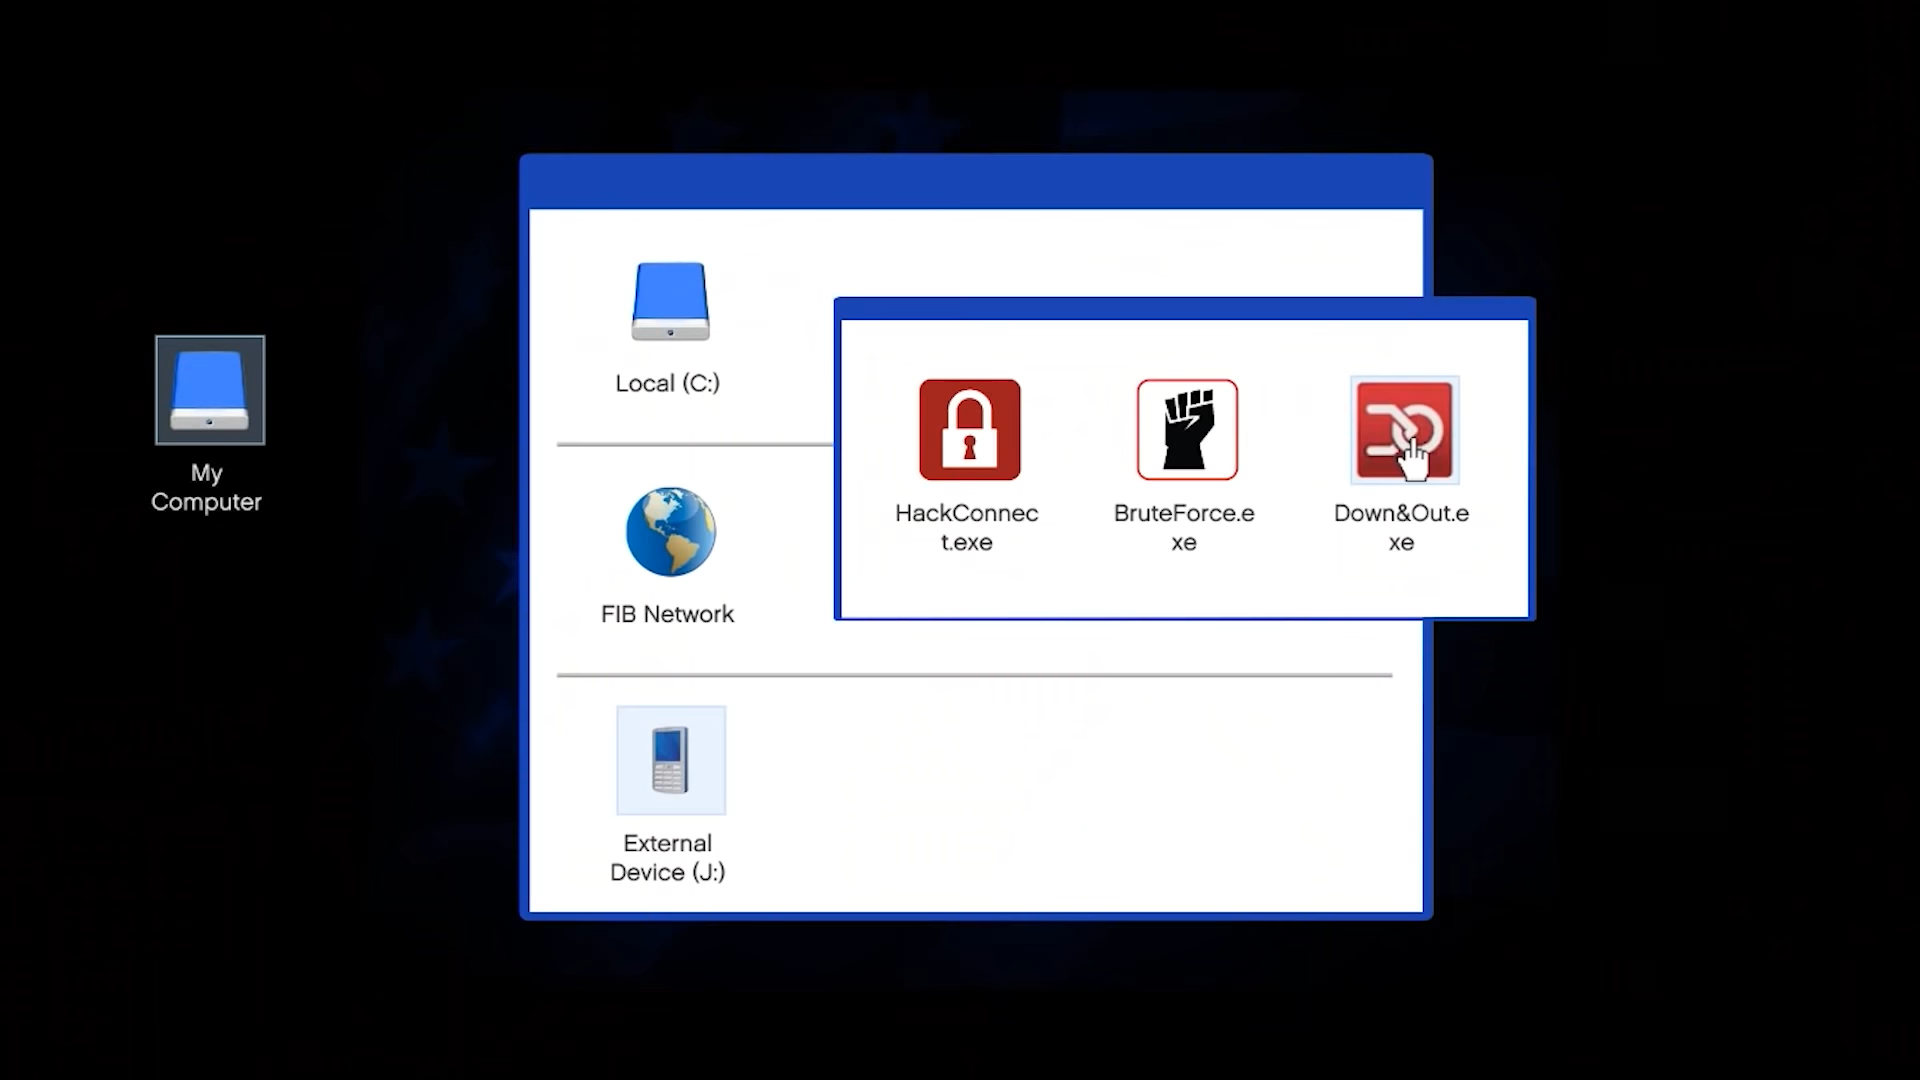 My
Computer
Local (C:)
FIB Network
External
Device (J:)
HackConnec
t.exe
BruteForce.e
xe
Down&Out.e
xe